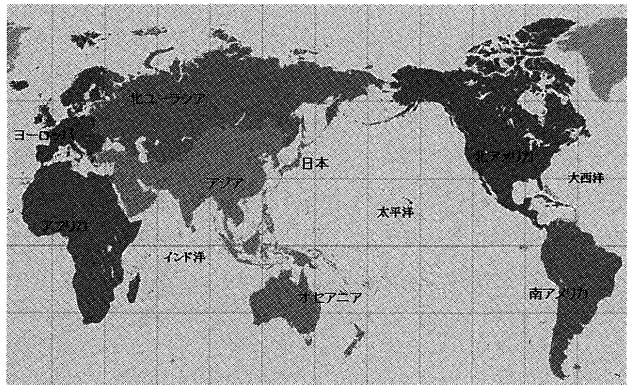 北ユーラシア
ヨーロッパ
日本
北アメリカ
アジア
大西洋
太平洋
アフリカ
インド洋
オセアニア
南アメリカ